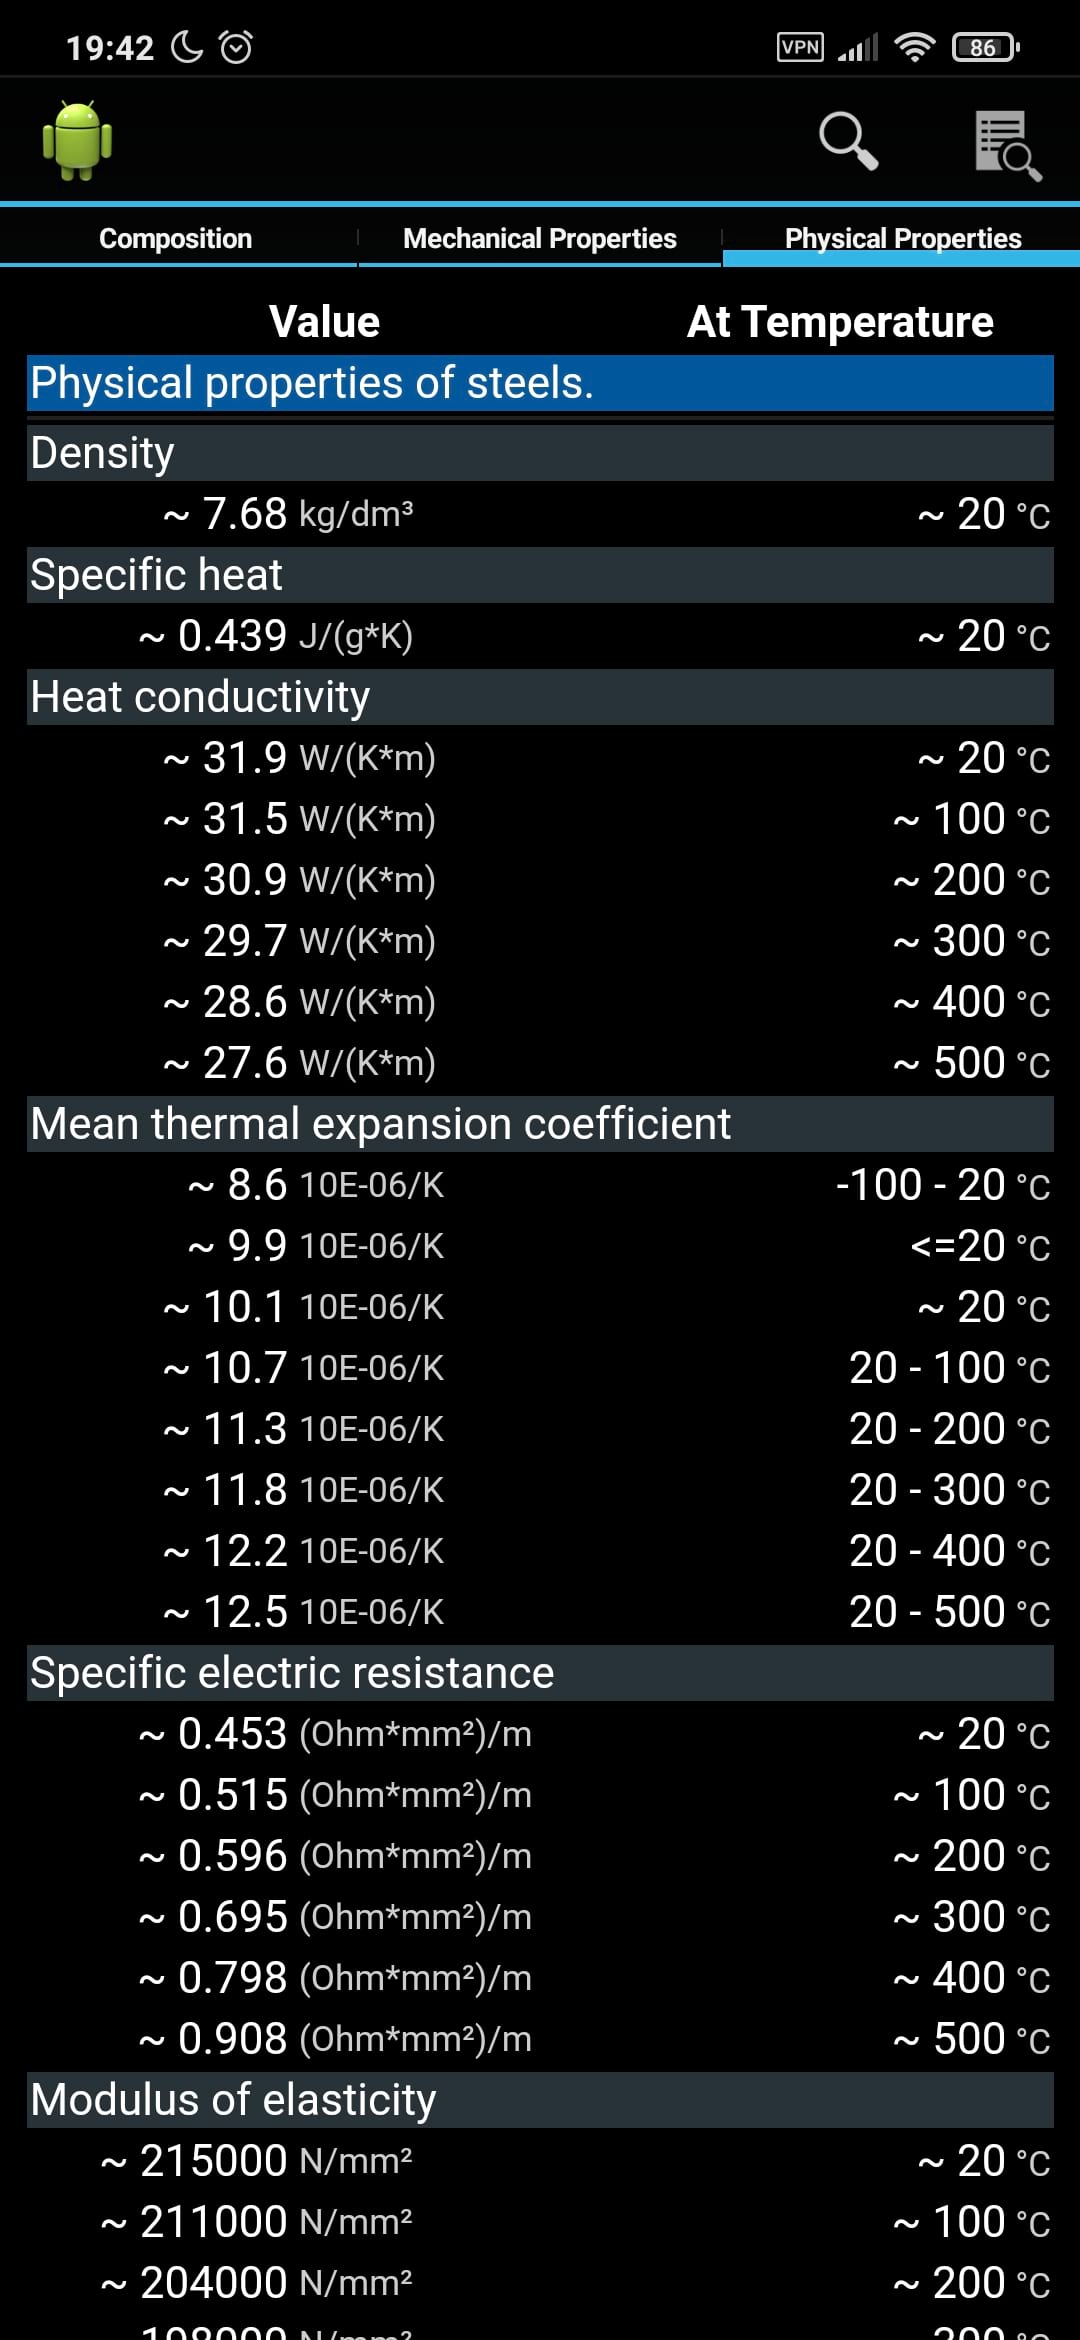 19:42 VPN 86
Composition Mechanical Properties Physical Properties
Value At Temperature
Physical properties of steels.
Density
~ 7.68 kg/dm³ ~ 20 °C
Specific heat
~ 0.439 J/(g*K) ~ 20 °C
Heat conductivity
~ 31.9 W/(K*m) ~ 20 °C
~ 31.5 W/(K*m) ~ 100 °C
~ 30.9 W/(K*m) ~ 200 °C
~ 29.7 W/(K*m) ~ 300 °C
~ 28.6 W/(K*m) ~ 400 °C
~ 27.6 W/(K*m) ~ 500 °C
Mean thermal expansion coefficient
~ 8.6 10E-06/K -100 - 20 °C
~ 9.9 10E-06/K <=20 °C
~ 10.1 10E-06/K ~ 20 °C
~ 10.7 10E-06/K 20 - 100 °C
~ 11.3 10E-06/K 20 - 200 °C
~ 11.8 10E-06/K 20 - 300 °C
~ 12.2 10E-06/K 20 - 400 °C
~ 12.5 10E-06/K 20 - 500 °C
Specific electric resistance
~ 0.453 (Ohm*mm²)/m ~ 20 °C
~ 0.515 (Ohm*mm²)/m ~ 100 °C
~ 0.596 (Ohm*mm²)/m ~ 200 °C
~ 0.695 (Ohm*mm²)/m ~ 300 °C
~ 0.798 (Ohm*mm²)/m ~ 400 °C
~ 0.908 (Ohm*mm²)/m ~ 500 °C
Modulus of elasticity
~ 215000 N/mm² ~ 20 °C
~ 211000 N/mm² ~ 100 °C
~ 204000 N/mm² ~ 200 °C